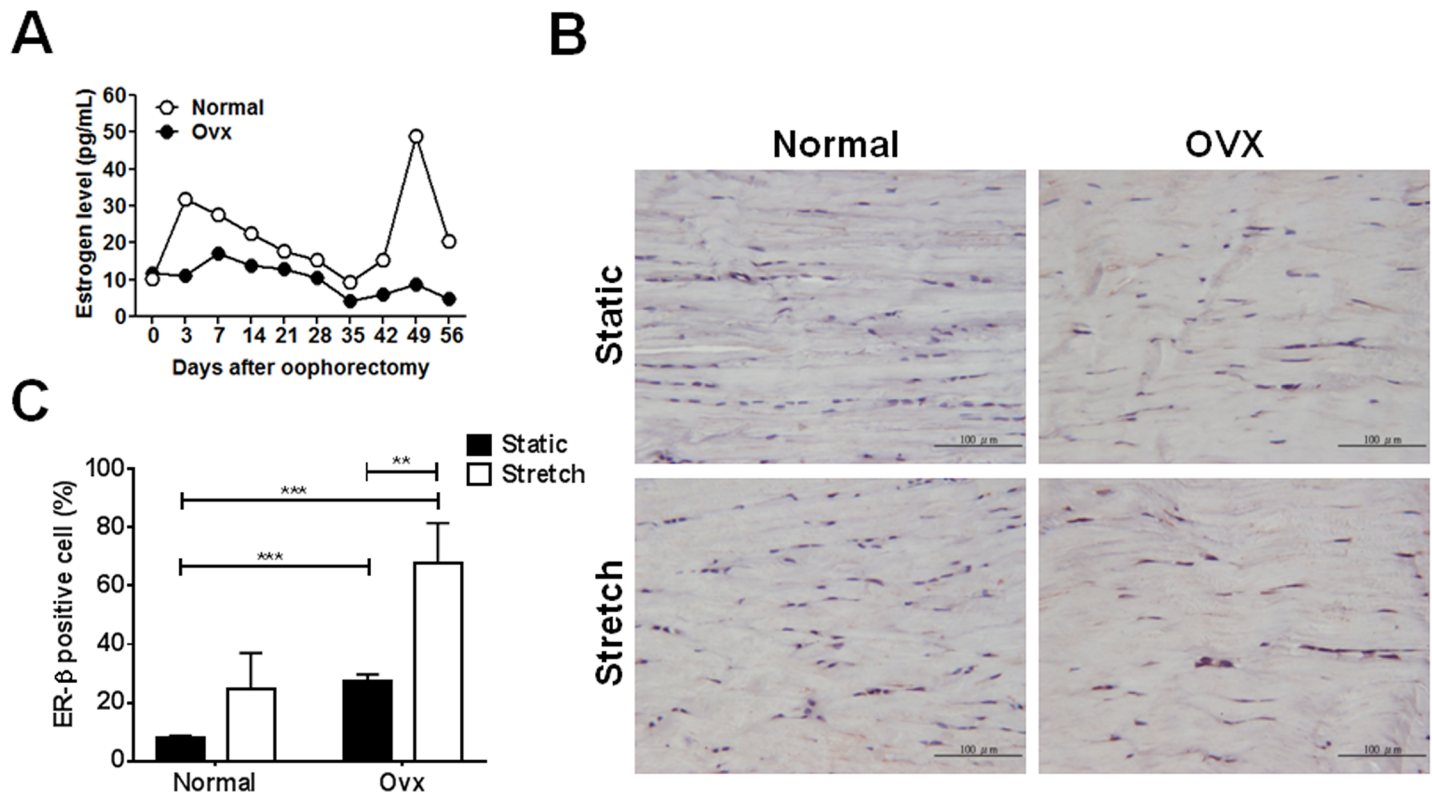 A
Estrogen level (pg/mL)
60
50
40
30
20
10
0
Normal
Ovx
0 3 7 14 21 28 35 42 49 56
Days after oophorectomy
B
Normal OVX
Static
100 μm
100 μm
Stretch
100 μm
100 μm
C
Static
Stretch
ER-β positive cell (%)
100
80
60
40
20
0
**
***
***
Normal Ovx